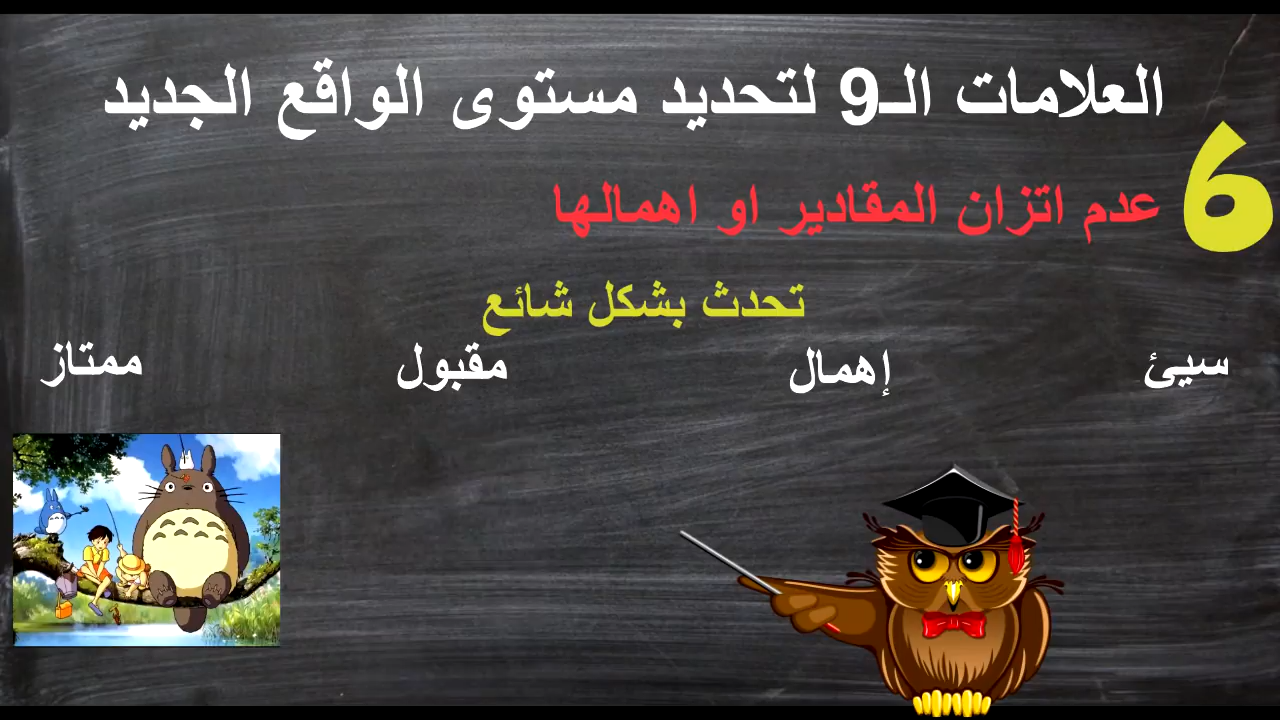 العلامات الـ9 لتحديد مستوى الواقع الجديد
6 عدم اتزان المقادير او اهمالها
تحدث بشكل شائع
سيئ إهمال مقبول ممتاز